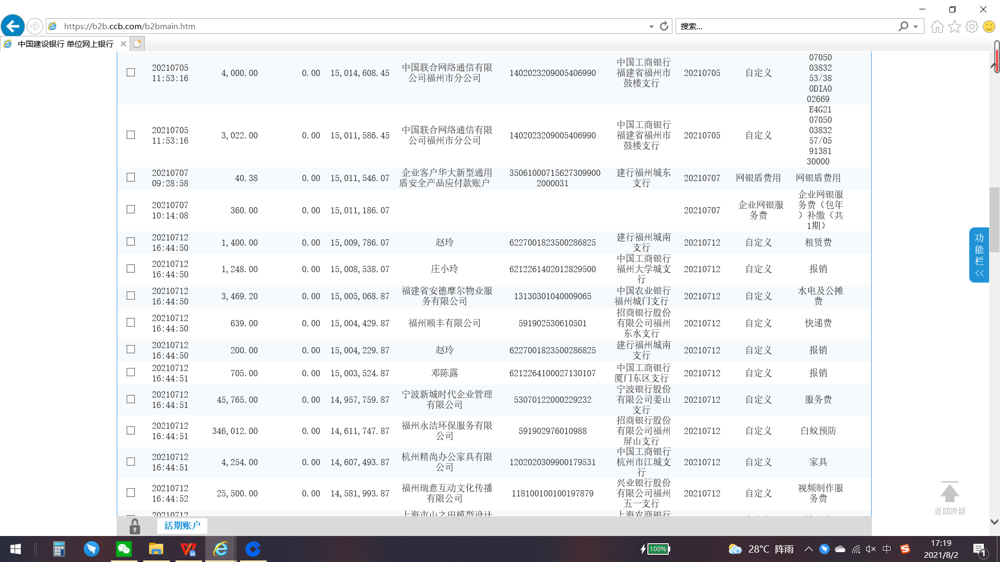 https://b2b.ccb.com/b2bmain.htm
搜索...
中国建设银行 单位网上银行
20210705
11:53:16
4,000.00
0.00
15,014,608.45
中国联合网络通信有限
公司福州市分公司
1402023209005406990
中国工商银行
福建省福州市
鼓楼支行
20210705
自定义
07050
03832
53/38
0DIA0
02669
20210705
11:53:16
3,022.00
0.00
15,011,586.45
中国联合网络通信有限
公司福州市分公司
1402023209005406990
中国工商银行
福建省福州市
鼓楼支行
20210705
自定义
E4G21
07050
03832
57/05
91381
30000
20210707
09:28:58
40.38
0.00
15,011,546.07
企业客户华大新型通用
盾安全产品应付款账户
35061000715627309900
2000031
建行福州城东
支行
20210707
网银盾费用
网银盾费用
20210707
10:14:08
360.00
0.00
15,011,186.07
20210707
企业网银服
务费
企业网银服
务费（包年
）补缴（共
1期）
20210712
16:44:50
1,400.00
0.00
15,009,786.07
赵玲
6227001823500286825
建行福州城南
支行
20210712
自定义
租赁费
20210712
16:44:50
1,248.00
0.00
15,008,538.07
庄小玲
6212261402012829500
中国工商银行
福州大学城支
行
20210712
自定义
报销
20210712
16:44:50
3,469.20
0.00
15,005,068.87
福建省安德摩尔物业服
务有限公司
13130301040009065
中国农业银行
福州城门支行
20210712
自定义
水电及公摊
费
20210712
16:44:50
639.00
0.00
15,004,429.87
福州顺丰有限公司
591902530610501
招商银行股份
有限公司福州
东水支行
20210712
自定义
快递费
20210712
16:44:50
200.00
0.00
15,004,229.87
赵玲
6227001823500286825
建行福州城南
支行
20210712
自定义
报销
20210712
16:44:51
705.00
0.00
15,003,524.87
邓陈露
6212264100027130107
中国工商银行
厦门东区支行
20210712
自定义
报销
20210712
16:44:51
45,765.00
0.00
14,957,759.87
宁波新城时代企业管理
有限公司
53070122000229232
宁波银行股份
有限公司姜山
支行
20210712
自定义
服务费
20210712
16:44:51
346,012.00
0.00
14,611,747.87
福州永洁环保服务有限
公司
591902976010988
招商银行股份
有限公司福州
屏山支行
20210712
自定义
白蚁预防
20210712
16:44:51
4,254.00
0.00
14,607,493.87
杭州精尚办公家具有限
公司
1202020309900179531
中国工商银行
杭州市江城支
行
20210712
自定义
家具
20210712
16:44:52
25,500.00
0.00
14,581,993.87
福州瑞意互动文化传播
有限公司
118100100100197879
兴业银行股份
有限公司福州
五一支行
20210712
自定义
视频制作服
务费
20210712
上海市山之田模型设计
上海农商银行
功
能
栏
<<
返回顶部
活期账户
100%
28°C 阵雨
中
17:19
2021/8/2
1